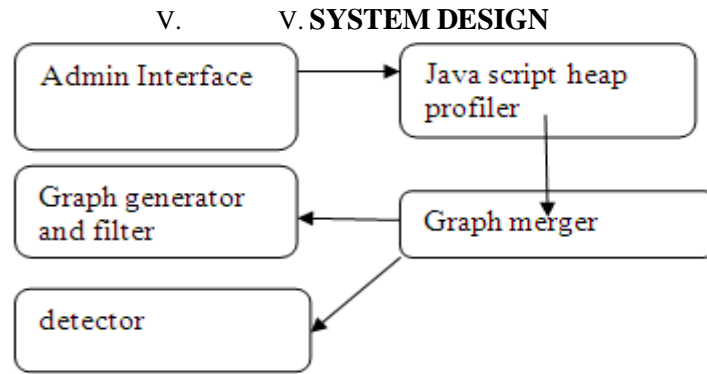 V. V. SYSTEM DESIGN
Admin Interface
Java script heap
profiler
Graph generator
and filter
Graph merger
detector